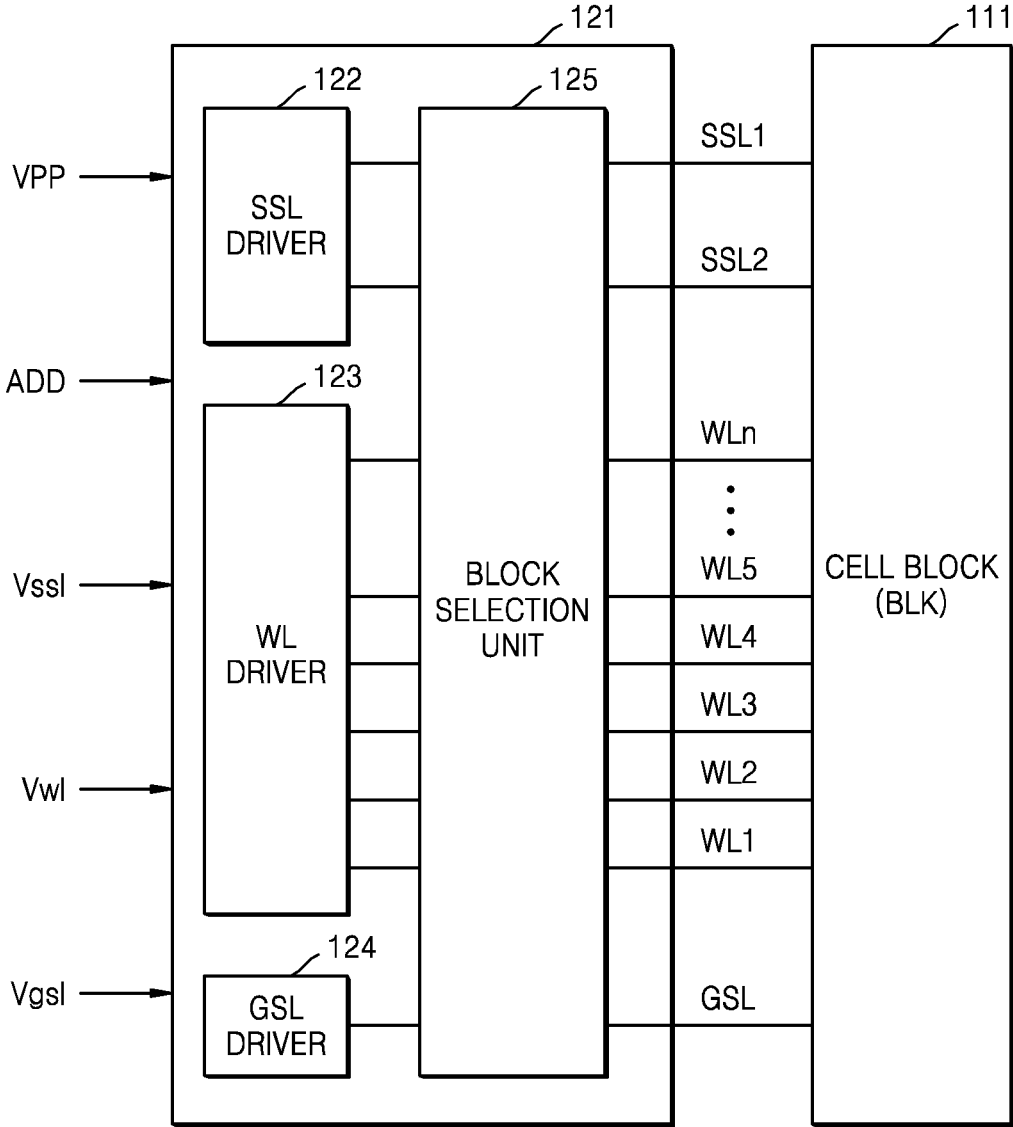 121
111
122
125
SSL1
VPP
SSL
DRIVER
SSL2
ADD
123
WLn
WL5
Vssl
BLOCK
SELECTION
UNIT
CELL BLOCK
(BLK)
WL
DRIVER
WL4
WL3
Vwl
WL2
WL1
124
Vgsl
GSL
DRIVER
GSL